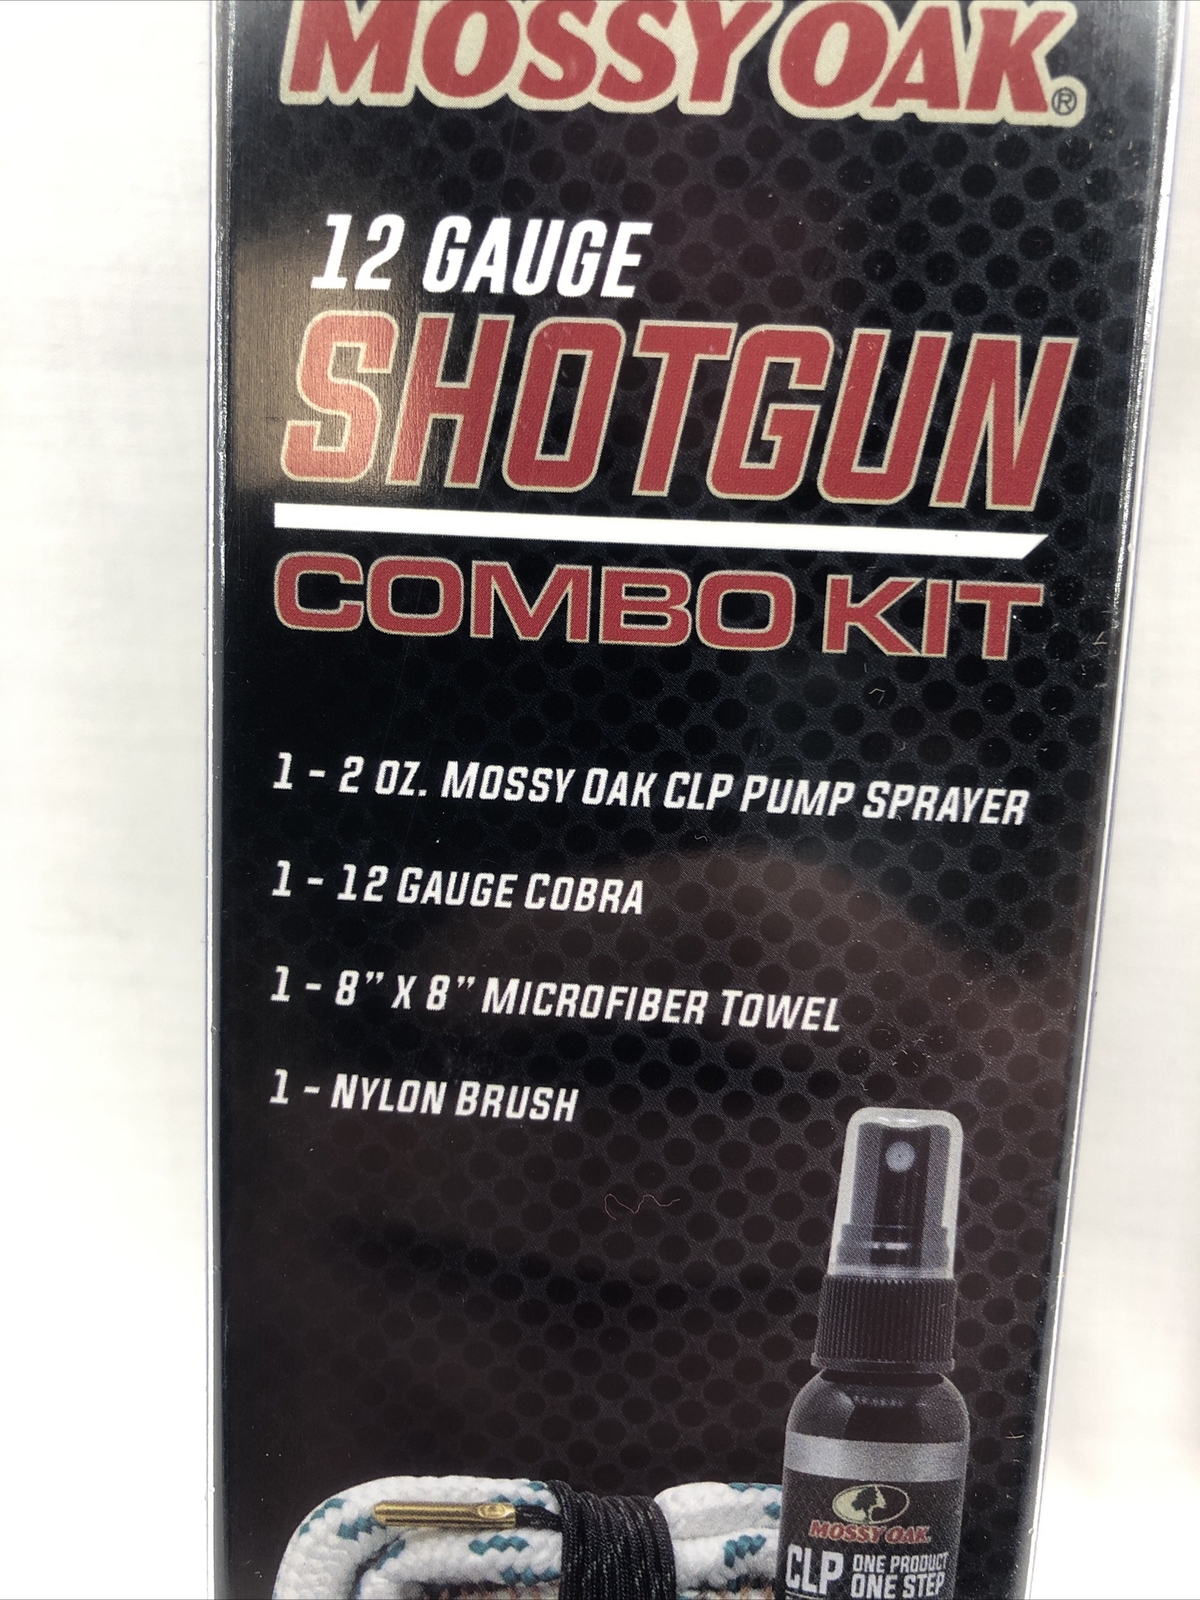 MOSSY OAK®
12 GAUGE
SHOTGUN
COMBO KIT
1 - 2 OZ. MOSSY OAK CLP PUMP SPRAYER
1 - 12 GAUGE COBRA
1 - 8” X 8” MICROFIBER TOWEL
1 - NYLON BRUSH
MOSSY OAK
CLP ONE PRODUCT
ONE STEP